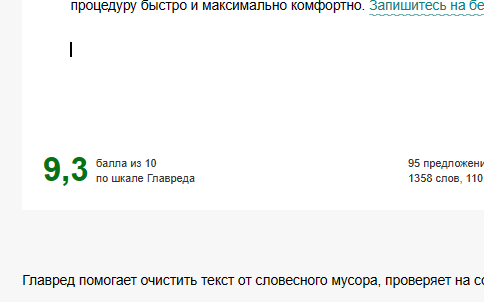 процедуру быстро и максимально комфортно. Запишитесь на бе
9,3 балла из 10
по шкале Главреда
95 предложени
1358 слов, 110
Главред помогает очистить текст от словесного мусора, проверяет на со